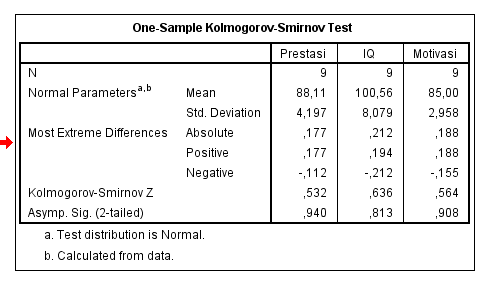 One-Sample Kolmogorov-Smirnov Test
Prestasi IQ Motivasi
N 9 9 9
Normal Parametersa,b Mean 88,11 100,56 85,00
Std. Deviation 4,197 8,079 2,958
Most Extreme Differences Absolute ,177 ,212 ,188
Positive ,177 ,194 ,188
Negative -,112 -,212 -,155
Kolmogorov-Smirnov Z ,532 ,636 ,564
Asymp. Sig. (2-tailed) ,940 ,813 ,908
a. Test distribution is Normal.
b. Calculated from data.